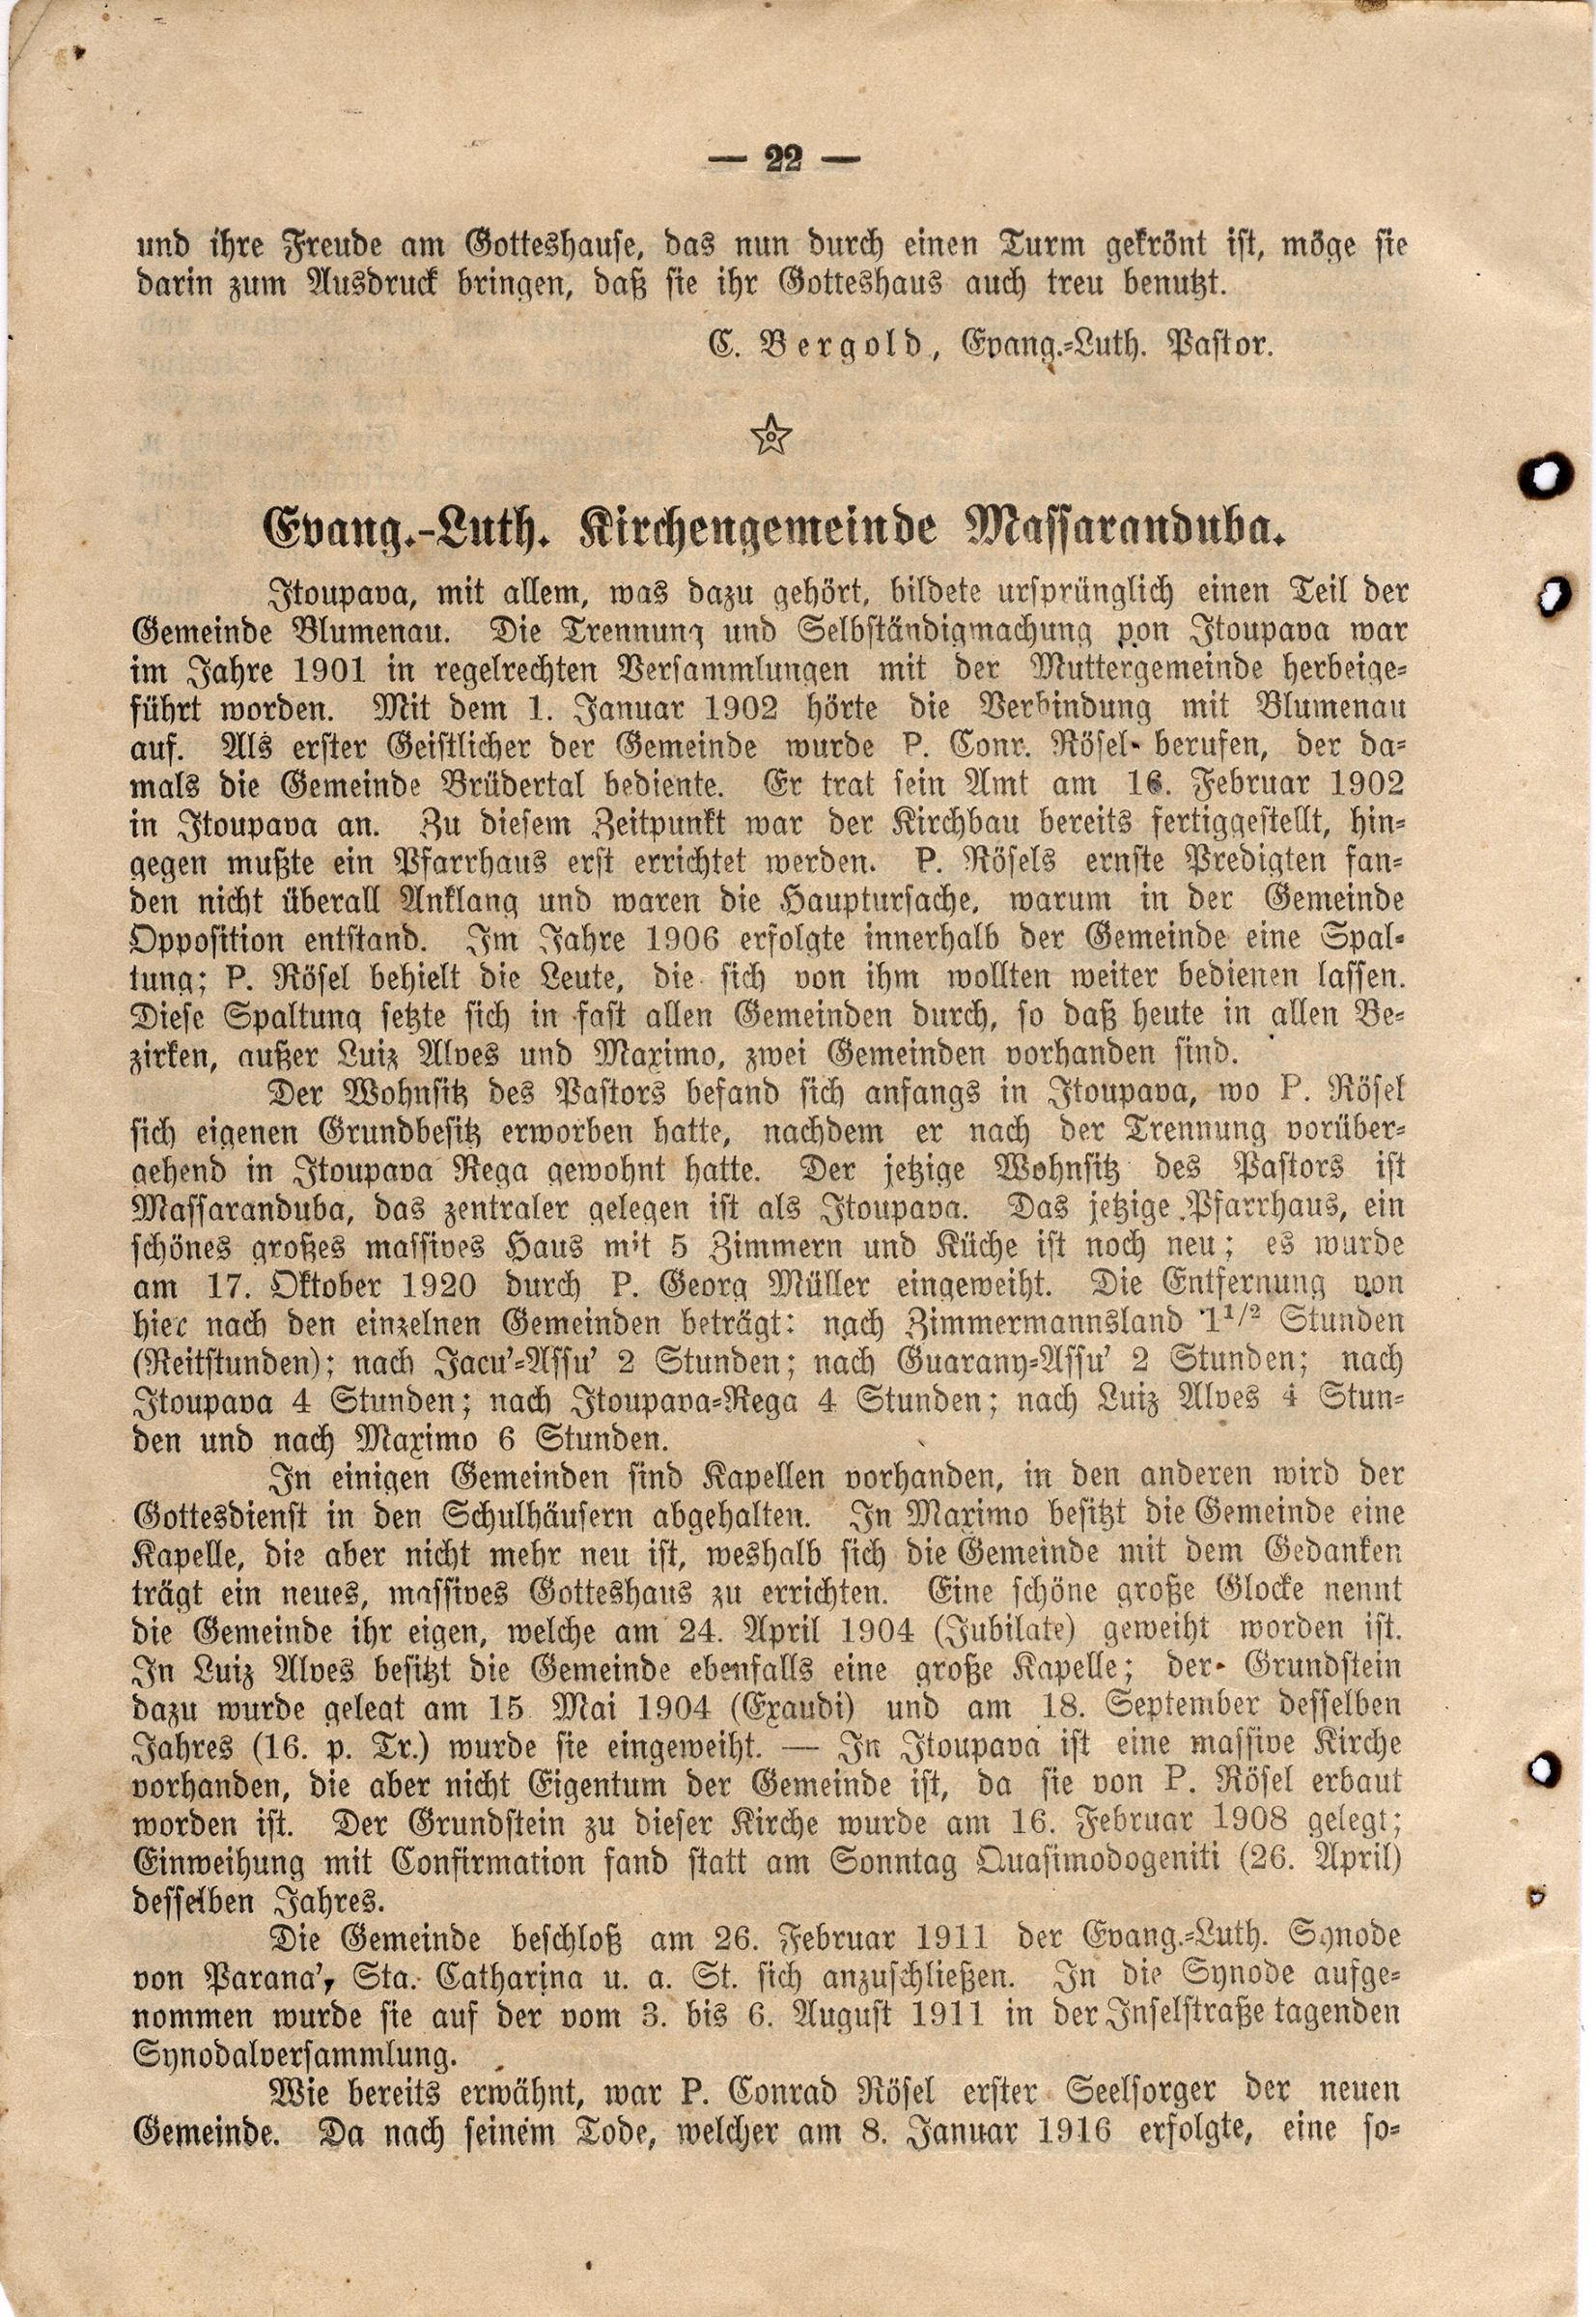 — 22 —
und ihre Freude am Gotteshause, das nun durch einen Turm gekrönt ist, möge sie
darin zum Ausdruck bringen, daß sie ihr Gotteshaus auch treu benutzt.
C. Bergold, Evang.=Luth. Pastor.
Evang.-Luth. Kirchengemeinde Massaranduba.
Itoupava, mit allem, was dazu gehört, bildete ursprünglich einen Teil der
Gemeinde Blumenau. Die Trennung und Selbständigmachung von Itoupava war
im Jahre 1901 in regelrechten Versammlungen mit der Muttergemeinde herbeige=
führt worden. Mit dem 1. Januar 1902 hörte die Verbindung mit Blumenau
auf. Als erster Geistlicher der Gemeinde wurde P. Conr. Rösel berufen, der da=
mals die Gemeinde Brüdertal bediente. Er trat sein Amt am 16. Februar 1902
in Itoupava an. Zu diesem Zeitpunkt war der Kirchbau bereits fertiggestellt, hin=
gegen mußte ein Pfarrhaus erst errichtet werden. P. Rösels ernste Predigten fan=
den nicht überall Anklang und waren die Hauptursache, warum in der Gemeinde
Opposition entstand. Im Jahre 1906 erfolgte innerhalb der Gemeinde eine Spal=
tung; P. Rösel behielt die Leute, die sich von ihm wollten weiter bedienen lassen.
Diese Spaltung setzte sich in fast allen Gemeinden durch, so daß heute in allen Be=
zirken, außer Luiz Alves und Maximo, zwei Gemeinden vorhanden sind.
Der Wohnsitz des Pastors befand sich anfangs in Itoupava, wo P. Rösel
sich eigenen Grundbesitz erworben hatte, nachdem er nach der Trennung vorüber=
gehend in Itoupava Rega gewohnt hatte. Der jetzige Wohnsitz des Pastors ist
Massaranduba, das zentraler gelegen ist als Itoupava. Das jetzige Pfarrhaus, ein
schönes großes massives Haus mit 5 Zimmern und Küche ist noch neu; es wurde
am 17. Oktober 1920 durch P. Georg Müller eingeweiht. Die Entfernung von
hier nach den einzelnen Gemeinden beträgt: nach Zimmermannsland 1 1/2 Stunden
(Reitstunden); nach Jacu'=Assu' 2 Stunden; nach Guarany=Assu' 2 Stunden; nach
Itoupava 4 Stunden; nach Itoupava=Rega 4 Stunden; nach Luiz Alves 4 Stun=
den und nach Maximo 6 Stunden.
In einigen Gemeinden sind Kapellen vorhanden, in den anderen wird der
Gottesdienst in den Schulhäusern abgehalten. In Maximo besitzt die Gemeinde eine
Kapelle, die aber nicht mehr neu ist, weshalb sich die Gemeinde mit dem Gedanken
trägt ein neues, massives Gotteshaus zu errichten. Eine schöne große Glocke nennt
die Gemeinde ihr eigen, welche am 24. April 1904 (Jubilate) geweiht worden ist.
In Luiz Alves besitzt die Gemeinde ebenfalls eine große Kapelle; der Grundstein
dazu wurde gelegt am 15 Mai 1904 (Exaudi) und am 18. September desselben
Jahres (16. p. Tr.) wurde sie eingeweiht. — In Itoupava ist eine massive Kirche
vorhanden, die aber nicht Eigentum der Gemeinde ist, da sie von P. Rösel erbaut
worden ist. Der Grundstein zu dieser Kirche wurde am 16. Februar 1908 gelegt;
Einweihung mit Confirmation fand statt am Sonntag Quasimodogeniti (26. April)
desselben Jahres.
Die Gemeinde beschloß am 26. Februar 1911 der Evang.=Luth. Synode
von Parana', Sta. Catharina u. a. St. sich anzuschließen. In die Synode aufge=
nommen wurde sie auf der vom 3. bis 6. August 1911 in der Inselstraße tagenden
Synodalversammlung.
Wie bereits erwähnt, war P. Conrad Rösel erster Seelsorger der neuen
Gemeinde. Da nach seinem Tode, welcher am 8. Januar 1916 erfolgte, eine so=